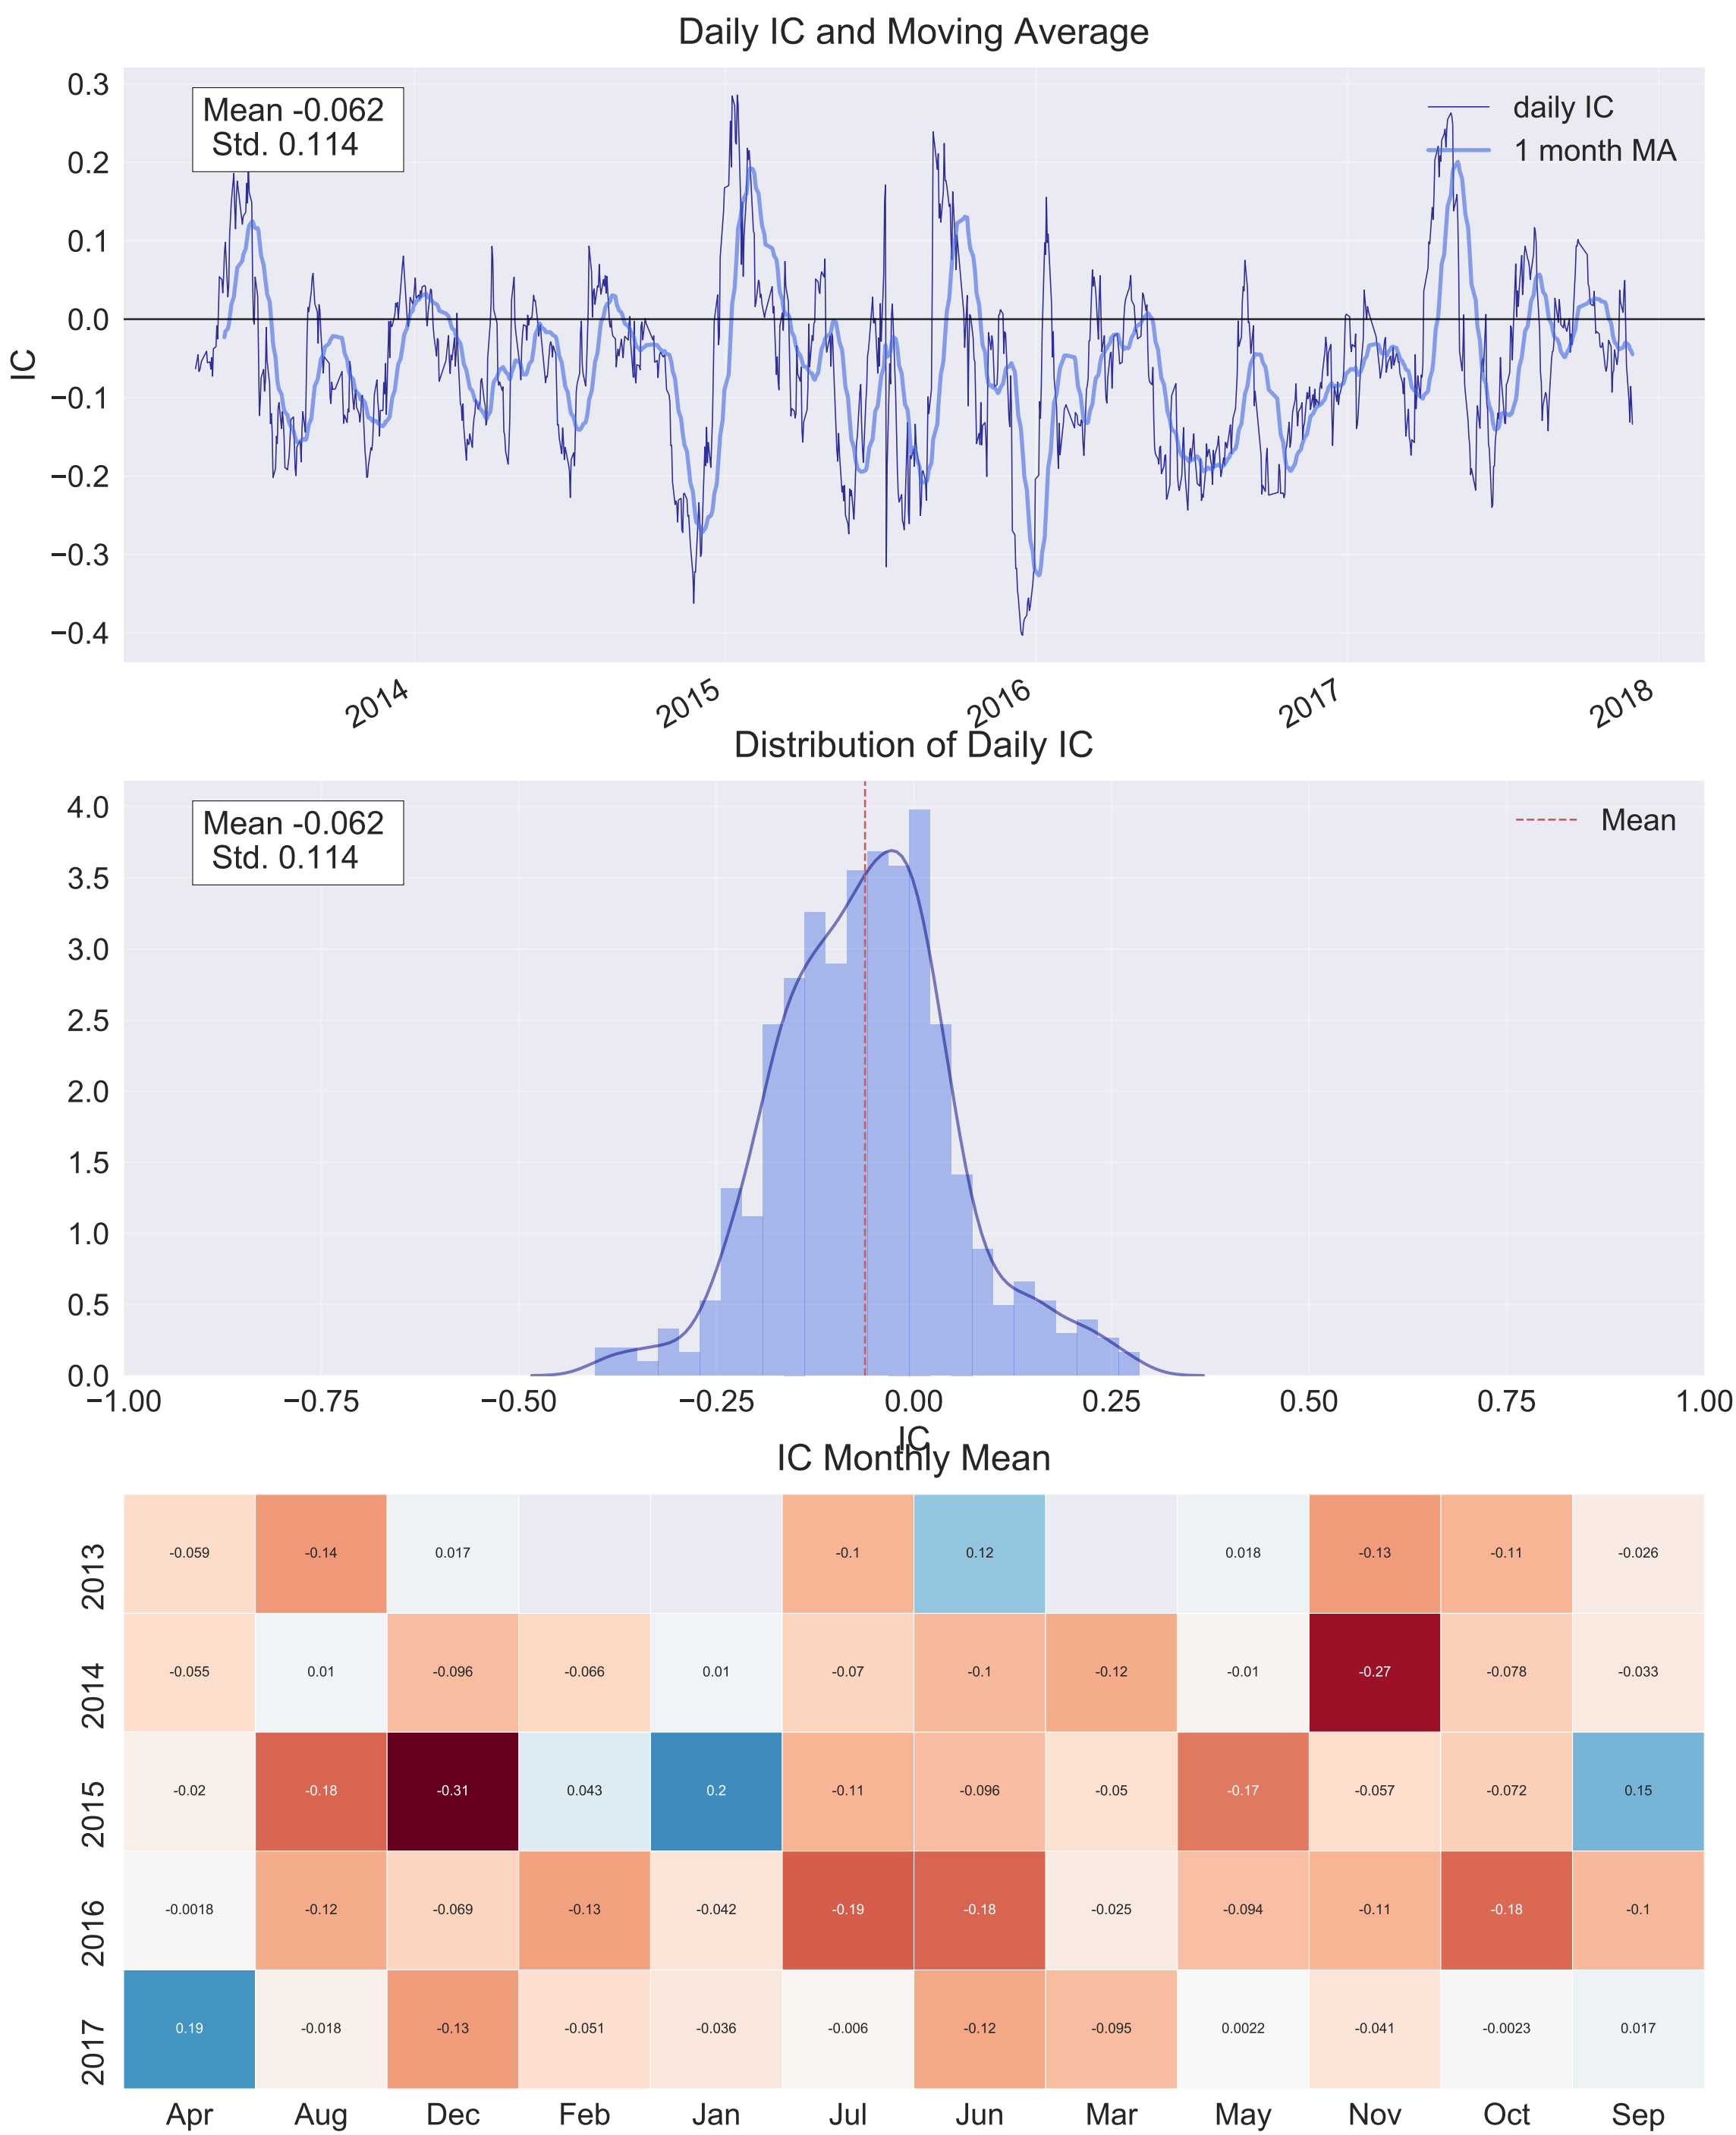 Daily IC and Moving Average
0.3
0.2
0.1
0.0
−0.1
−0.2
−0.3
−0.4
IC
Mean -0.062
Std. 0.114
daily IC
1 month MA
2014 2015 2016 2017 2018
Distribution of Daily IC
4.0
3.5
3.0
2.5
2.0
1.5
1.0
0.5
0.0
Mean -0.062
Std. 0.114
Mean
−1.00 −0.75 −0.50 −0.25 0.00 0.25 0.50 0.75 1.00
IC
IC Monthly Mean
2013 -0.059 -0.14 0.017 -0.1 0.12 0.018 -0.13 -0.11 -0.026
2014 -0.055 0.01 -0.096 -0.066 0.01 -0.07 -0.1 -0.12 -0.01 -0.27 -0.078 -0.033
2015 -0.02 -0.18 -0.31 0.043 0.2 -0.11 -0.096 -0.05 -0.17 -0.057 -0.072 0.15
2016 -0.0018 -0.12 -0.069 -0.13 -0.042 -0.19 -0.18 -0.025 -0.094 -0.11 -0.18 -0.1
2017 0.19 -0.018 -0.13 -0.051 -0.036 -0.006 -0.12 -0.095 0.0022 -0.041 -0.0023 0.017
Apr Aug Dec Feb Jan Jul Jun Mar May Nov Oct Sep